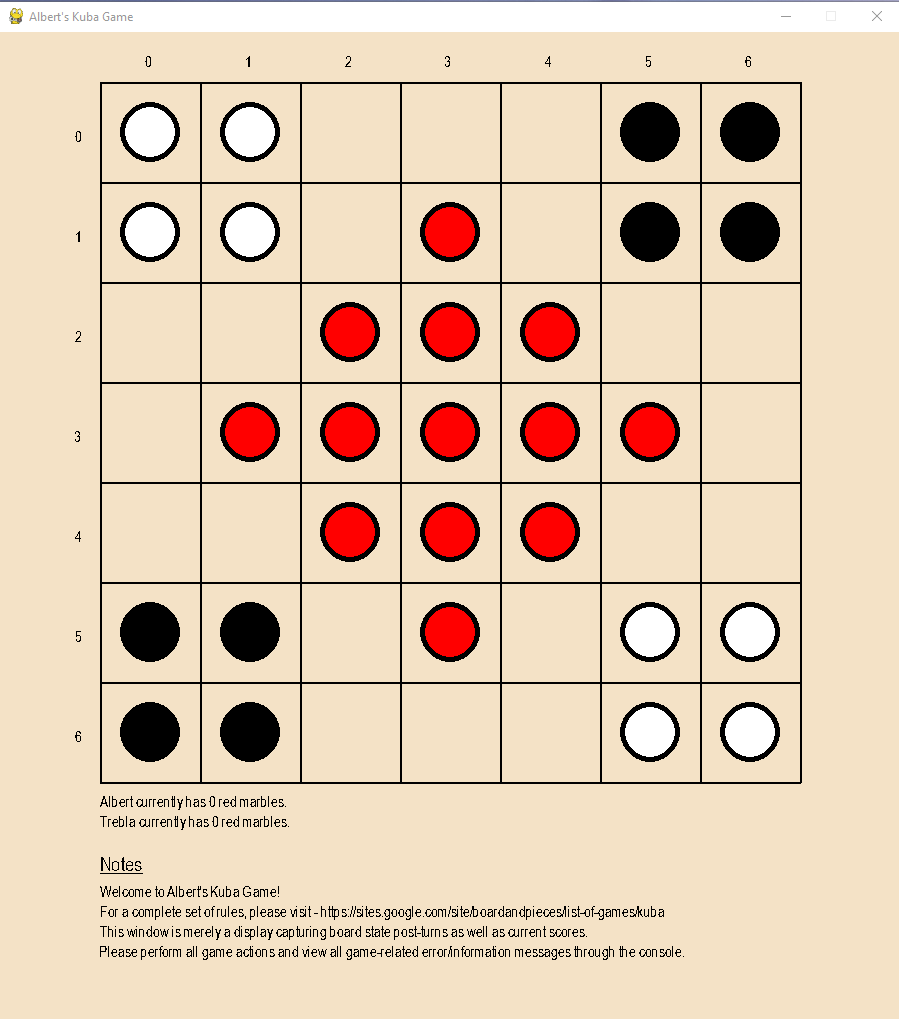 Albert's Kuba Game
0 1 2 3 4 5 6
0
1
2
3
4
5
6
Albert currently has 0 red marbles.
Trebla currently has 0 red marbles.
Notes
Welcome to Albert's Kuba Game!
For a complete set of rules, please visit - https://sites.google.com/site/boardandpieces/list-of-games/kuba
This window is merely a display capturing board state post-turns as well as current scores.
Please perform all game actions and view all game-related error/information messages through the console.